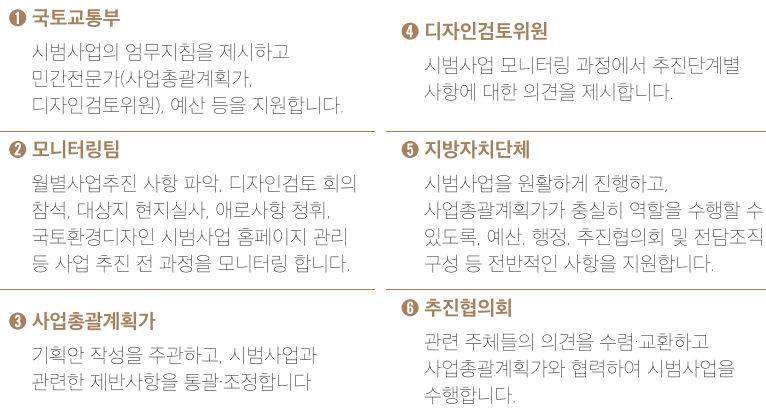 ❶ 국토교통부
시범사업의 엄무지침을 제시하고
민간전문가(사업총괄계획가,
디자인검토위원), 예산 등을 지원합니다.
❷ 모니터링팀
월별사업추진 사항 파악, 디자인검토 회의
참석, 대상지 현지실사, 애로사항 청휘,
국토환경디자인 시범사업 홈페이지 관리
등 사업 추진 전 과정을 모니터링 합니다.
❸ 사업총괄계획가
기획안 작성을 주관하고, 시범사업과
관련한 제반사항을 통괄·조정합니다
❹ 디자인검토위원
시범사업 모니터링 과정에서 추진단계별
사항에 대한 의견을 제시합니다.
❺ 지방자치단체
시범사업을 원활하게 진행하고,
사업총괄계획가가 충실히 역할을 수행할 수
있도록, 예산, 행정, 추진협의회 및 전담조직
구성 등 전반적인 사항을 지원합니다.
❻ 추진협의회
관련 주체들의 의견을 수렴·교환하고
사업총괄계획가와 협력하여 시범사업을
수행합니다.